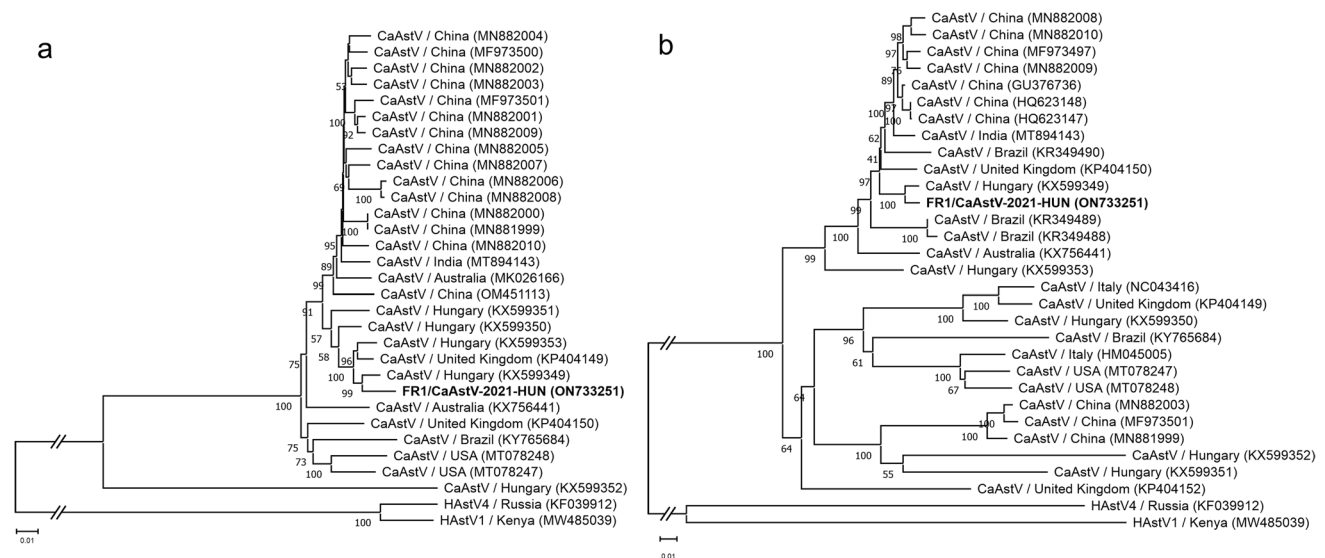 a
CaAstV / China (MN882004)
CaAstV / China (MF973500)
CaAstV / China (MN882002)
CaAstV / China (MN882003)
53
CaAstV / China (MF973501)
100
CaAstV / China (MN882001)
92
CaAstV / China (MN882009)
CaAstV / China (MN882005)
CaAstV / China (MN882007)
69
CaAstV / China (MN882006)
100
CaAstV / China (MN882008)
CaAstV / China (MN882000)
100
CaAstV / China (MN881999)
95
CaAstV / China (MN882010)
CaAstV / India (MT894143)
89
CaAstV / Australia (MK026166)
99
CaAstV / China (OM451113)
91
CaAstV / Hungary (KX599351)
57
CaAstV / Hungary (KX599350)
58
CaAstV / Hungary (KX599353)
96
CaAstV / United Kingdom (KP404149)
75
100
CaAstV / Hungary (KX599349)
99
FR1/CaAstV-2021-HUN (ON733251)
100
CaAstV / Australia (KX756441)
CaAstV / United Kingdom (KP404150)
75
CaAstV / Brazil (KY765684)
73
CaAstV / USA (MT078248)
100
CaAstV / USA (MT078247)
CaAstV / Hungary (KX599352)
HAstV4 / Russia (KF039912)
100
HAstV1 / Kenya (MW485039)
0.01
b
CaAstV / China (MN882008)
98
CaAstV / China (MN882010)
97
CaAstV / China (MF973497)
CaAstV / China (MN882009)
89
CaAstV / China (GU376736)
CaAstV / China (HQ623148)
100
97
100
CaAstV / China (HQ623147)
CaAstV / India (MT894143)
62
CaAstV / Brazil (KR349490)
41
CaAstV / United Kingdom (KP404150)
97
CaAstV / Hungary (KX599349)
100
FR1/CaAstV-2021-HUN (ON733251)
99
CaAstV / Brazil (KR349489)
100
100
CaAstV / Brazil (KR349488)
CaAstV / Australia (KX756441)
99
CaAstV / Hungary (KX599353)
CaAstV / Italy (NC043416)
100
CaAstV / United Kingdom (KP404149)
100
CaAstV / Hungary (KX599350)
96
CaAstV / Brazil (KY765684)
100
61
CaAstV / Italy (HM045005)
100
CaAstV / USA (MT078247)
67
CaAstV / USA (MT078248)
64
CaAstV / China (MN882003)
100
CaAstV / China (MF973501)
100
CaAstV / China (MN881999)
64
100
CaAstV / Hungary (KX599352)
55
CaAstV / Hungary (KX599351)
CaAstV / United Kingdom (KP404152)
HAstV4 / Russia (KF039912)
HAstV1 / Kenya (MW485039)
0.01